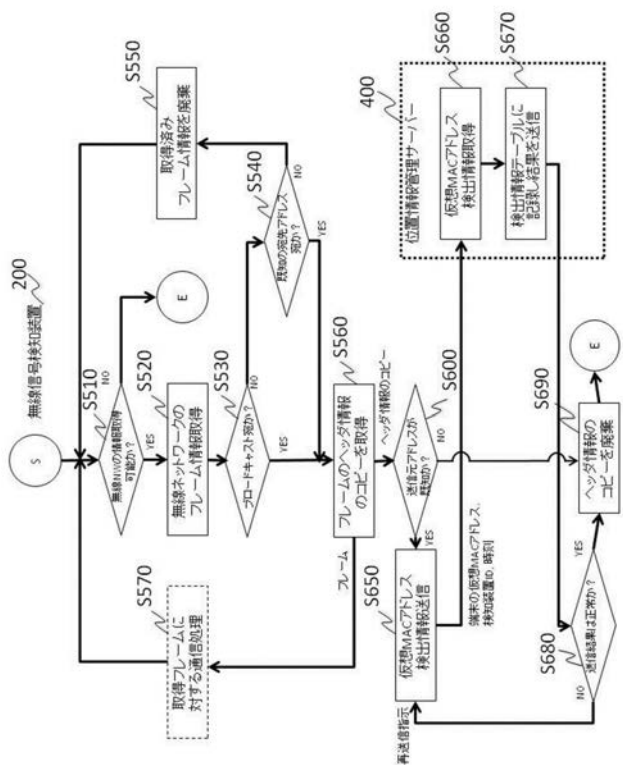 無線信号検知装置
200
S
S510
無線NWの情報取得
可能か？
NO
E
YES
S520
無線ネットワークの
フレーム情報取得
S530
ブロードキャスト宛か？
NO
YES
S540
既知の宛先アドレス
宛か？
NO
YES
S550
取得済み
フレーム情報を廃棄
S560
フレームのヘッダ情報
のコピーを取得
フレーム
ヘッダ情報のコピー
S570
取得フレームに
対する通信処理
S600
送信元アドレスが
既知か？
YES
NO
S650
仮想MACアドレス
検出情報送信
端末の仮想MACアドレス、
検知装置ID、時刻
400
位置情報管理サーバー
S660
仮想MACアドレス
検出情報取得
S670
検出情報テーブルに
記録し結果を送信
S680
送信結果は正常か？
NO
YES
再送信指示
S690
ヘッダ情報の
コピーを廃棄
E